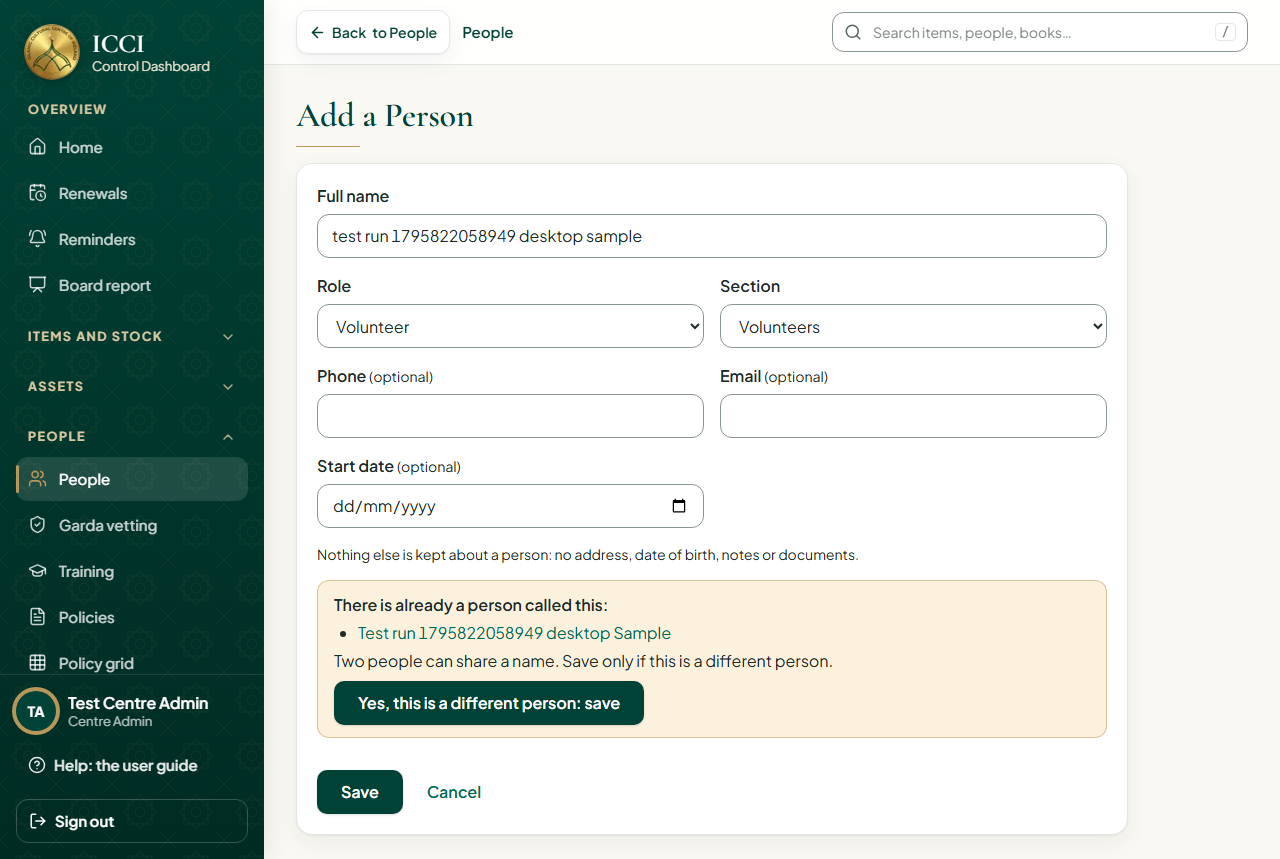 ICCI
Control Dashboard
OVERVIEW
Home
Renewals
Reminders
Board report
ITEMS AND STOCK
ASSETS
PEOPLE
People
Garda vetting
Training
Policies
Policy grid
TA
Test Centre Admin
Centre Admin
Help: the user guide
Sign out
Back to People
People
Search items, people, books…
/
Add a Person
Full name
test run 1795822058949 desktop sample
Role
Section
Volunteer
Volunteers
Phone (optional)
Email (optional)
Start date (optional)
dd/mm/yyyy
Nothing else is kept about a person: no address, date of birth, notes or documents.
There is already a person called this:
• Test run 1795822058949 desktop Sample
Two people can share a name. Save only if this is a different person.
Yes, this is a different person: save
Save
Cancel